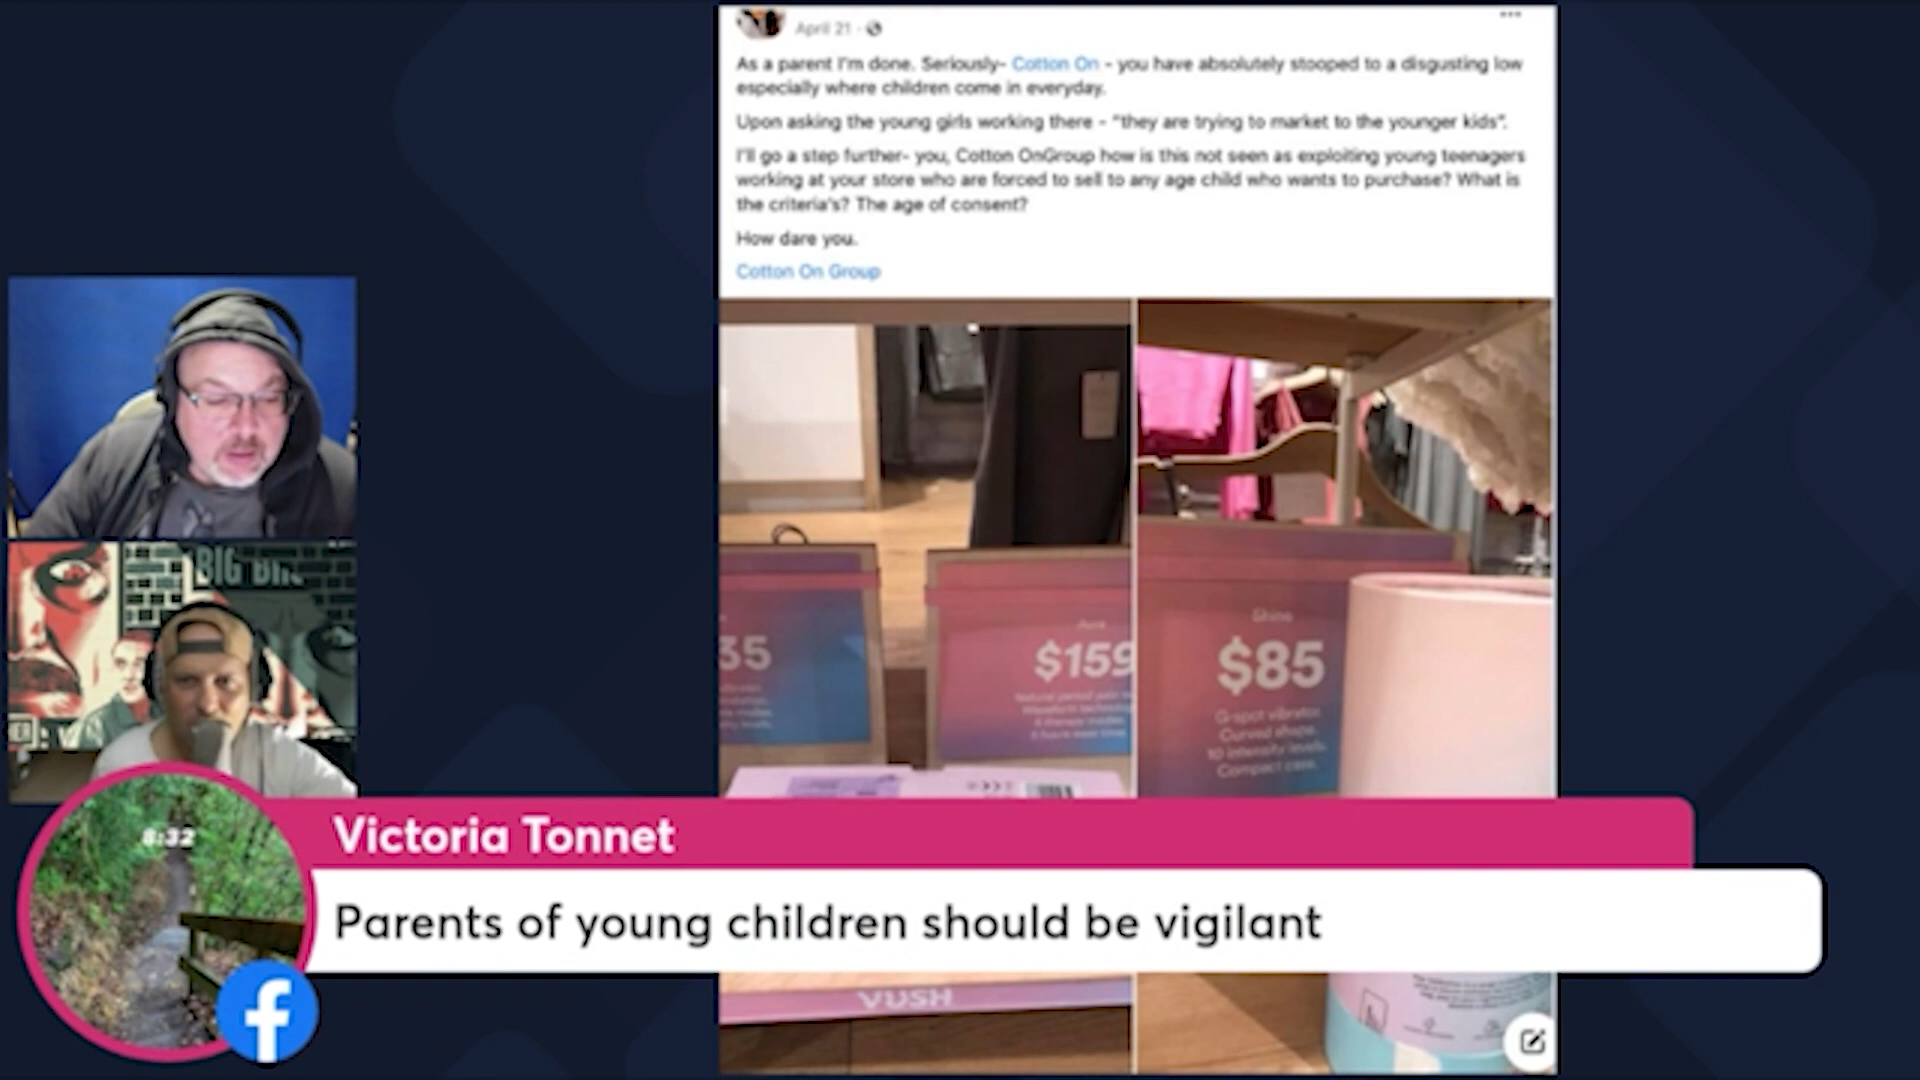 April 21
As a parent I'm done. Seriously- Cotton On - you have absolutely stooped to a disgusting low
especially where children come in everyday.
Upon asking the young girls working there - "they are trying to market to the younger kids".
I'll go a step further- you, Cotton OnGroup how is this not seen as exploiting young teenagers
working at your store who are forced to sell to any age child who wants to purchase? What is
the criteria's? The age of consent?
How dare you.
Cotton On Group
BIG
35
$159
Shine
$85
G-spot vibrator.
Curved shape.
10 intensity levels.
Compact case.
8:32
Victoria Tonnet
Parents of young children should be vigilant
VUSH